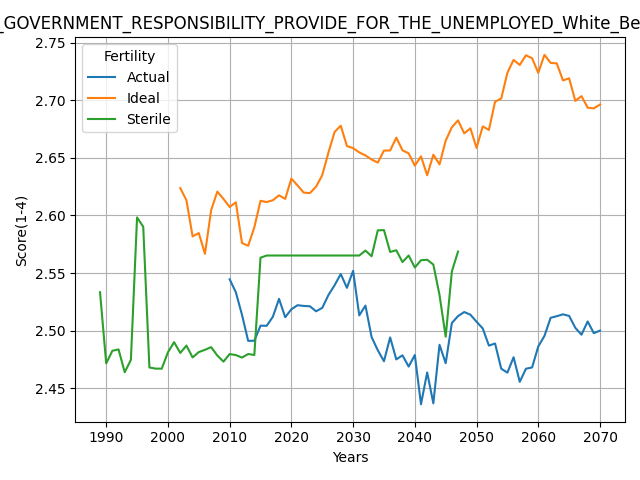 _GOVERNMENT_RESPONSIBILITY_PROVIDE_FOR_THE_UNEMPLOYED_White_Be
Fertility
Actual
Ideal
Sterile
Score(1-4)
2.75
2.70
2.65
2.60
2.55
2.50
2.45
1990 2000 2010 2020 2030 2040 2050 2060 2070
Years